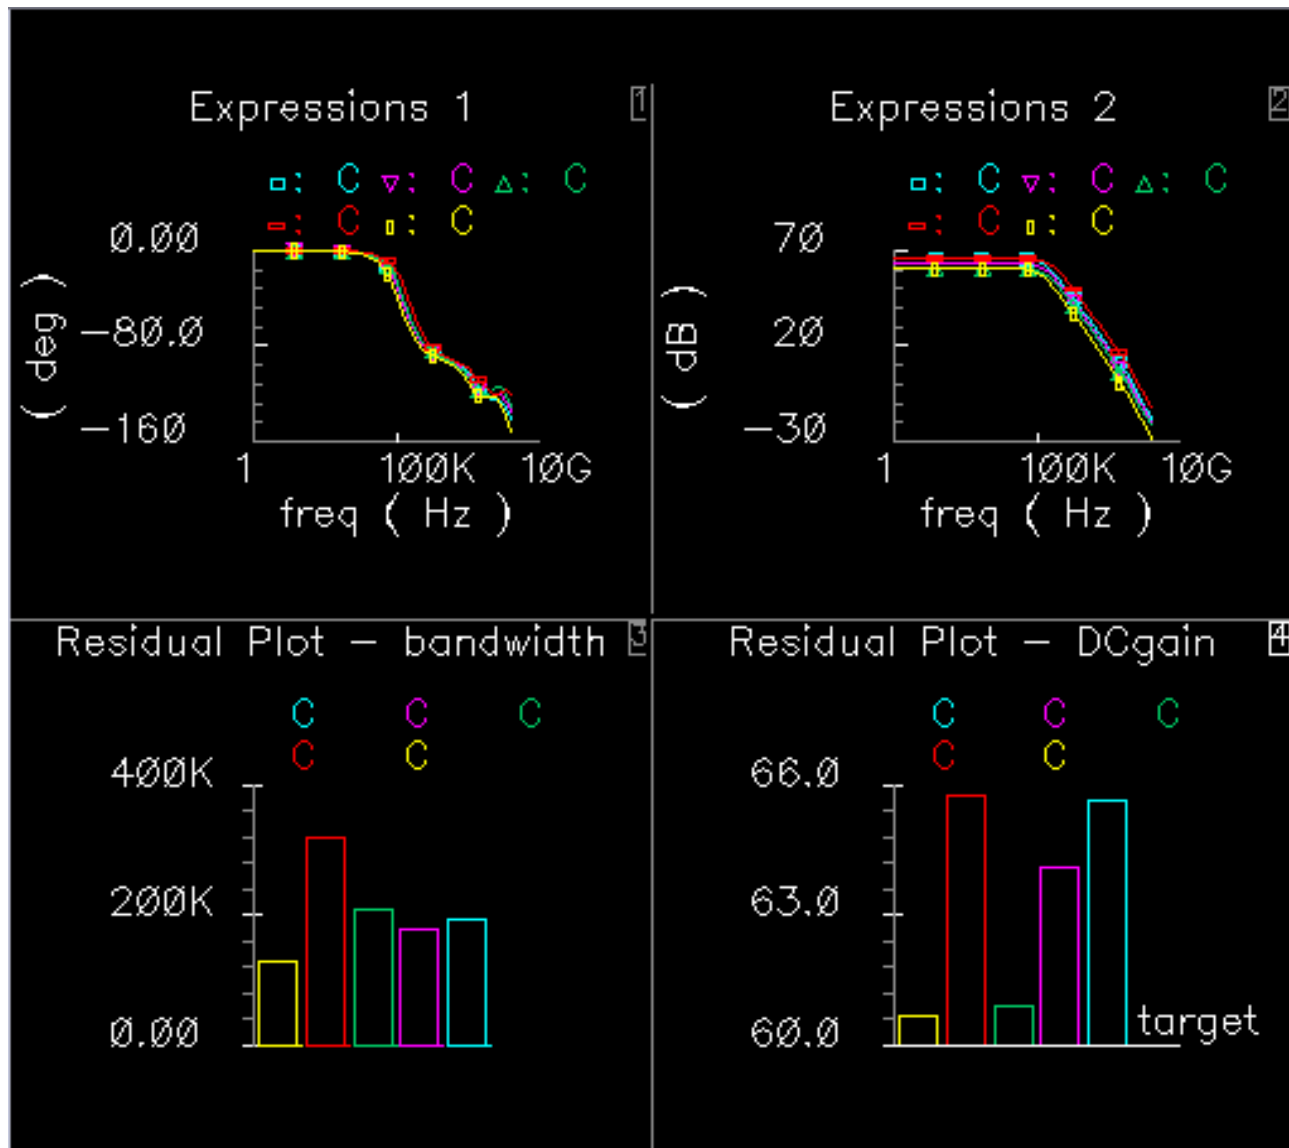 Expressions 1
1
: C : C : C
: C : C
0.00
-80.0
-160
( deg )
1 100K 10G
freq ( Hz )
Expressions 2
2
: C : C : C
: C : C
70
20
-30
( dB )
1 100K 10G
freq ( Hz )
Residual Plot - bandwidth
3
C C C
C C
400K
200K
0.00
Residual Plot - DCgain
4
C C C
C C
66.0
63.0
60.0
target